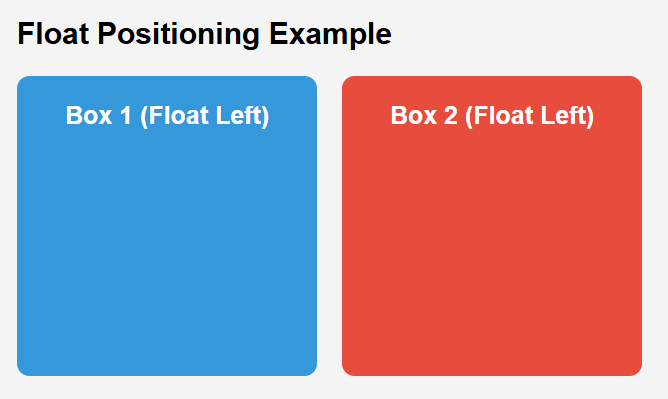 Float Positioning Example
Box 1 (Float Left)
Box 2 (Float Left)